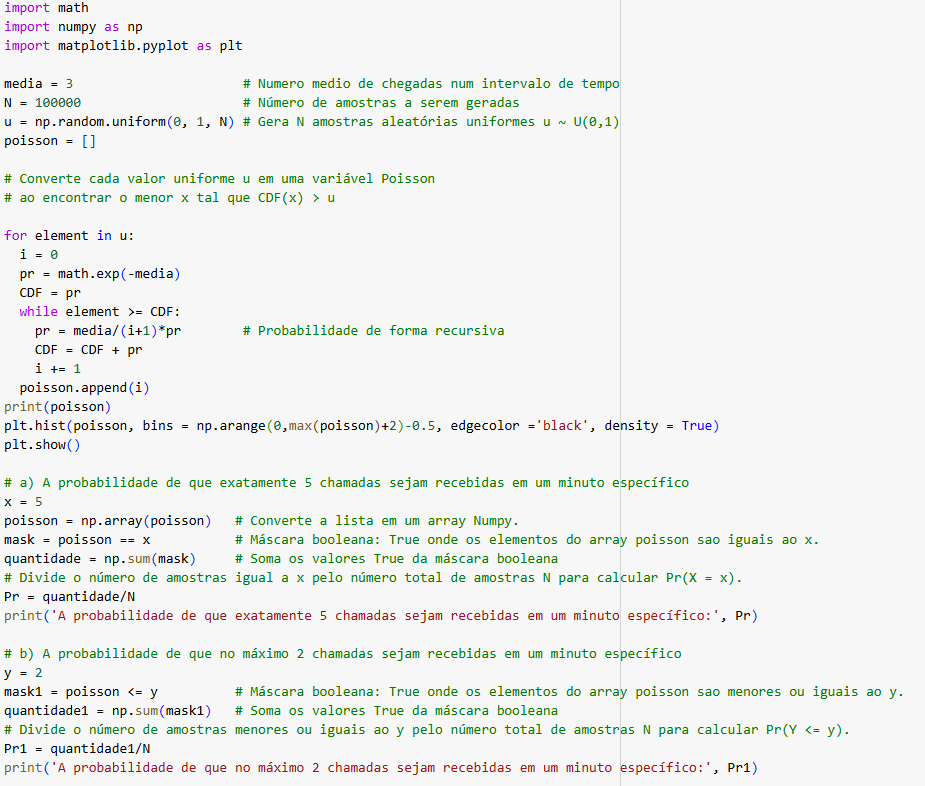 import math
import numpy as np
import matplotlib.pyplot as plt

media = 3                      # Numero medio de chegadas num intervalo de tempo
N = 100000                     # Número de amostras a serem geradas
u = np.random.uniform(0, 1, N) # Gera N amostras aleatórias uniformes u ~ U(0,1)
poisson = []

# Converte cada valor uniforme u em uma variável Poisson
# ao encontrar o menor x tal que CDF(x) > u

for element in u:
  i = 0
  pr = math.exp(-media)
  CDF = pr
  while element >= CDF:
    pr = media/(i+1)*pr        # Probabilidade de forma recursiva
    CDF = CDF + pr
    i += 1
  poisson.append(i)
print(poisson)
plt.hist(poisson, bins = np.arange(0,max(poisson)+2)-0.5, edgecolor ='black', density = True)
plt.show()

# a) A probabilidade de que exatamente 5 chamadas sejam recebidas em um minuto específico
x = 5
poisson = np.array(poisson)   # Converte a lista em um array Numpy.
mask = poisson == x           # Máscara booleana: True onde os elementos do array poisson sao iguais ao x.
quantidade = np.sum(mask)     # Soma os valores True da máscara booleana
# Divide o número de amostras igual a x pelo número total de amostras N para calcular Pr(X = x).
Pr = quantidade/N
print('A probabilidade de que exatamente 5 chamadas sejam recebidas em um minuto específico:', Pr)

# b) A probabilidade de que no máximo 2 chamadas sejam recebidas em um minuto específico
y = 2
mask1 = poisson <= y          # Máscara booleana: True onde os elementos do array poisson sao menores ou iguais ao y.
quantidade1 = np.sum(mask1)   # Soma os valores True da máscara booleana
# Divide o número de amostras menores ou iguais ao y pelo número total de amostras N para calcular Pr(Y <= y).
Pr1 = quantidade1/N
print('A probabilidade de que no máximo 2 chamadas sejam recebidas em um minuto específico:', Pr1)